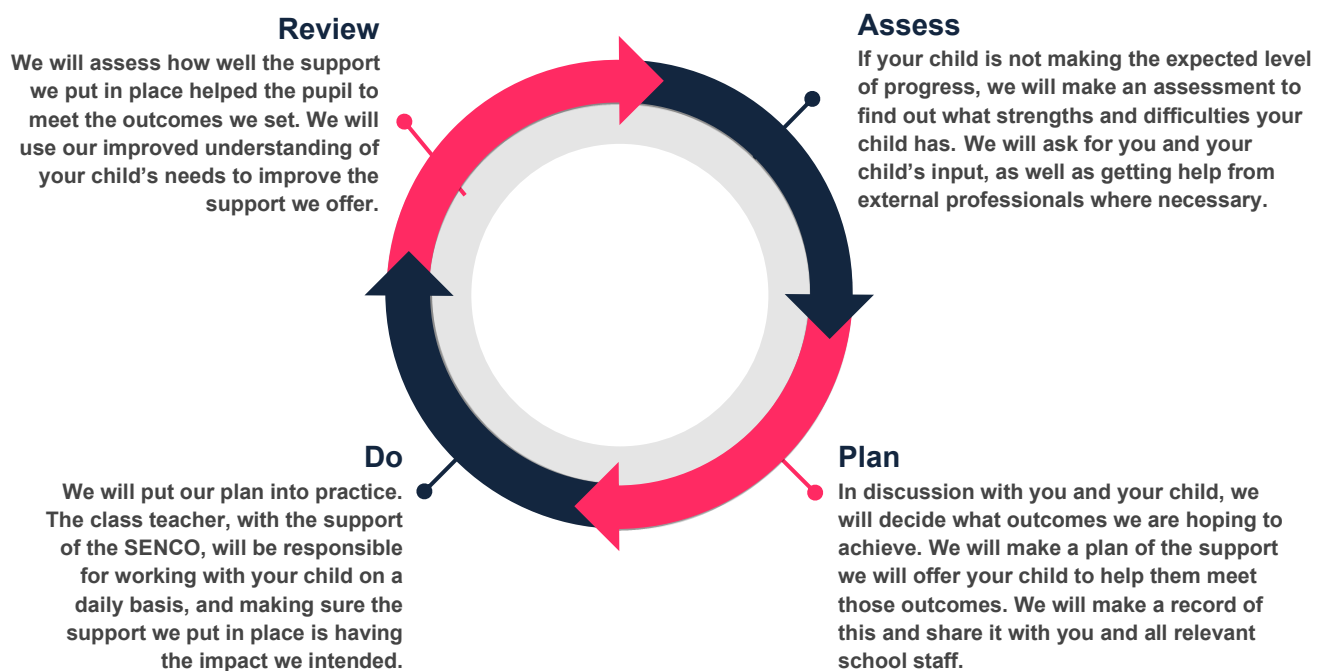 Review
We will assess how well the support
we put in place helped the pupil to
meet the outcomes we set. We will
use our improved understanding of
your child’s needs to improve the
support we offer.
Assess
If your child is not making the expected level
of progress, we will make an assessment to
find out what strengths and difficulties your
child has. We will ask for you and your
child’s input, as well as getting help from
external professionals where necessary.
Do
We will put our plan into practice.
The class teacher, with the support
of the SENCO, will be responsible
for working with your child on a
daily basis, and making sure the
support we put in place is having
the impact we intended.
Plan
In discussion with you and your child, we
will decide what outcomes we are hoping to
achieve. We will make a plan of the support
we will offer your child to help them meet
those outcomes. We will make a record of
this and share it with you and all relevant
school staff.